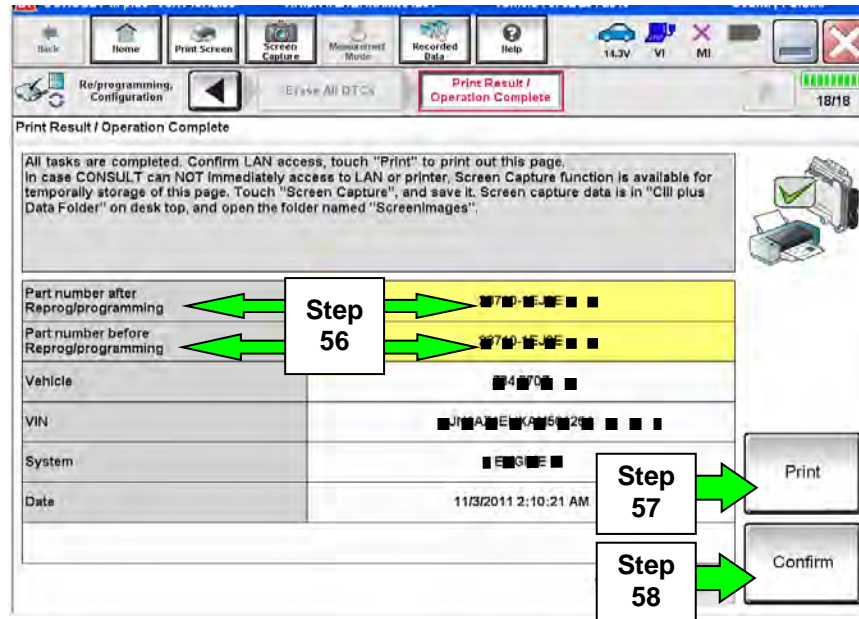 Back
Home
Print Screen
Screen Capture
Measurement Mode
Recorded Data
Help
14.3V
VI
MI
Re/programming, Configuration
Erase All DTCs
Print Result / Operation Complete
18/18
Print Result / Operation Complete
All tasks are completed. Confirm LAN access, touch "Print" to print out this page.
In case CONSULT can NOT immediately access to LAN or printer, Screen Capture function is available for
temporally storage of this page. Touch "Screen Capture", and save it. Screen capture data is in "CIII plus
Data Folder" on desk top, and open the folder named "ScreenImages".
Part number after
Reprog/programming
Part number before
Reprog/programming
Step
56
Vehicle
VIN
System
Date
11/3/2011 2:10:21 AM
Step
57
Print
Step
58
Confirm